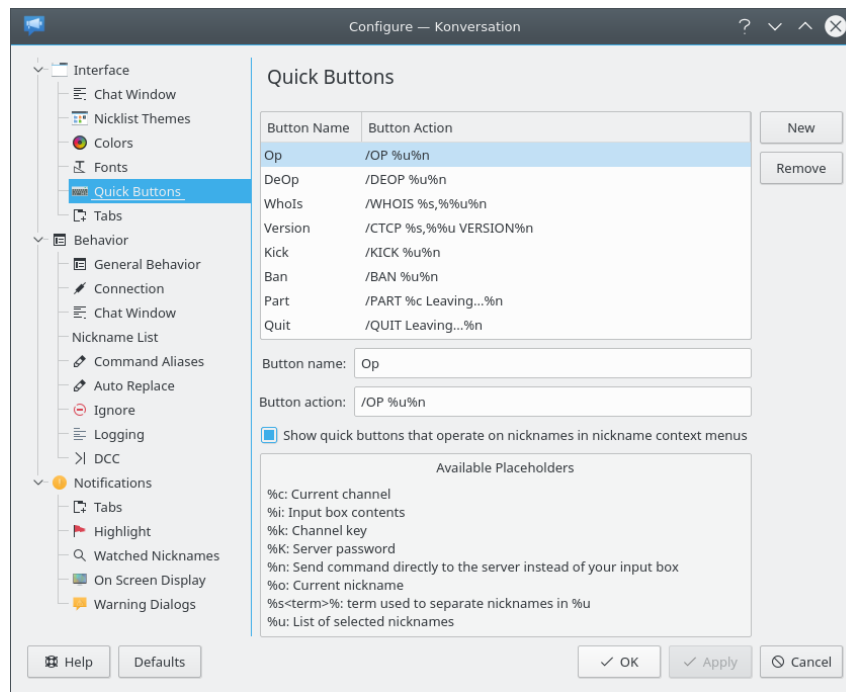 Configure — Konversation
Interface
Chat Window
Nicklist Themes
Colors
Fonts
Quick Buttons
Tabs
Behavior
General Behavior
Connection
Chat Window
Nickname List
Command Aliases
Auto Replace
Ignore
Logging
DCC
Notifications
Tabs
Highlight
Watched Nicknames
On Screen Display
Warning Dialogs
Quick Buttons
Button Name Button Action
Op /OP %u%n
DeOp /DEOP %u%n
WhoIs /WHOIS %s,%%u%n
Version /CTCP %s,%%u VERSION%n
Kick /KICK %u%n
Ban /BAN %u%n
Part /PART %c Leaving...%n
Quit /QUIT Leaving...%n
New
Remove
Button name: Op
Button action: /OP %u%n
Show quick buttons that operate on nicknames in nickname context menus
Available Placeholders
%c: Current channel
%i: Input box contents
%k: Channel key
%K: Server password
%n: Send command directly to the server instead of your input box
%o: Current nickname
%s<term>%: term used to separate nicknames in %u
%u: List of selected nicknames
Help Defaults OK Apply Cancel